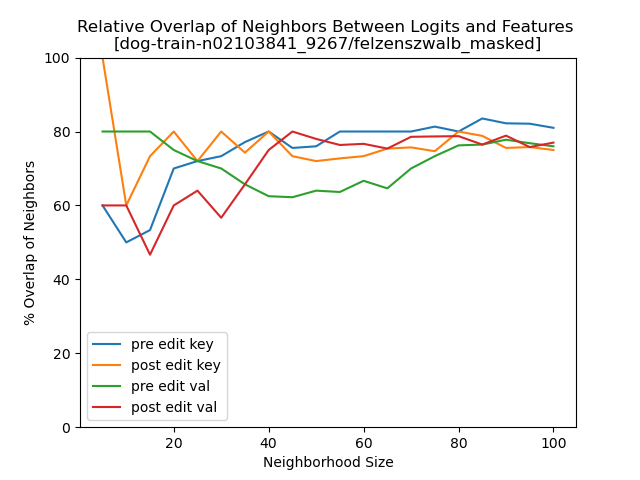 Relative Overlap of Neighbors Between Logits and Features
[dog-train-n02103841_9267/felzenszwalb_masked]
100
80
60
40
20
0
% Overlap of Neighbors
pre edit key
post edit key
pre edit val
post edit val
20 40 60 80 100
Neighborhood Size